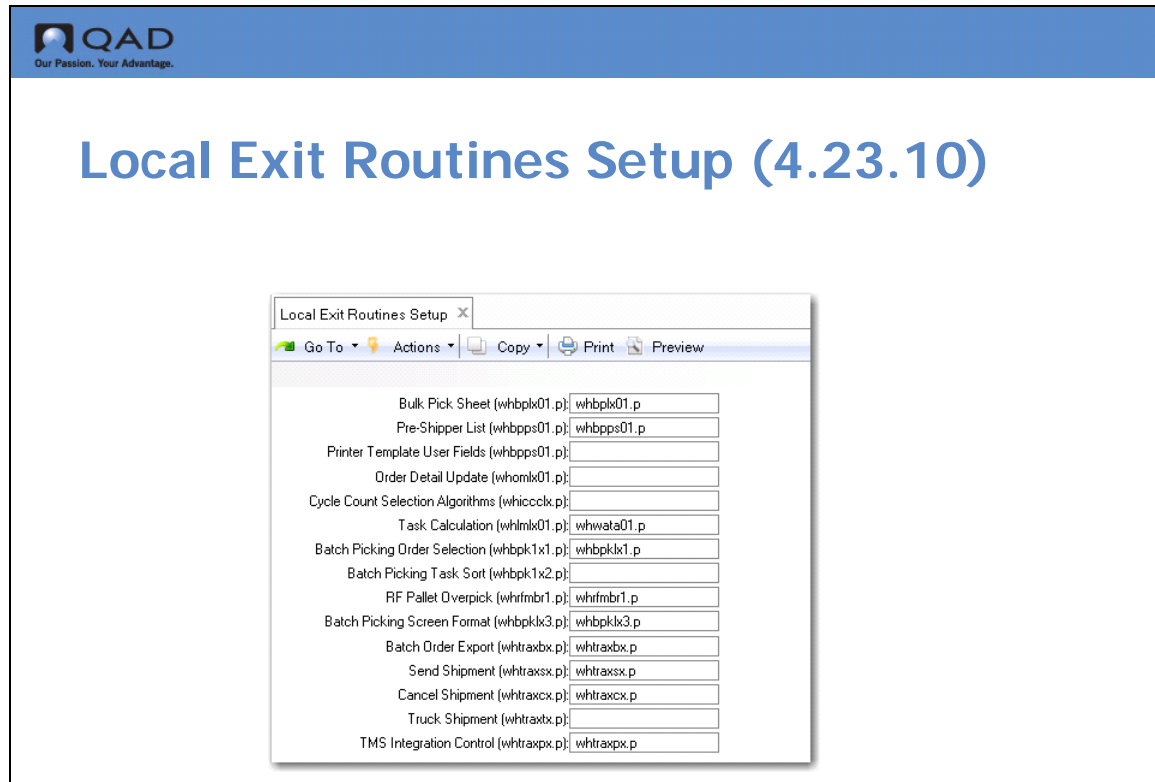 QAD
Our Passion. Your Advantage.
Local Exit Routines Setup (4.23.10)
Local Exit Routines Setup X
Go To Actions Copy Print Preview
Bulk Pick Sheet (whbplx01.p): whbplx01.p
Pre-Shipper List (whbpps01.p): whbpps01.p
Printer Template User Fields (whbpps01.p):
Order Detail Update (whomlx01.p):
Cycle Count Selection Algorithms (whiccclx.p):
Task Calculation (whlmlx01.p): whwata01.p
Batch Picking Order Selection (whbpk1x1.p): whbpklx1.p
Batch Picking Task Sort (whbpk1x2.p):
RF Pallet Overpick (whrfmbr1.p): whrfmbr1.p
Batch Picking Screen Format (whbpklx3.p): whbpklx3.p
Batch Order Export (whtraxbx.p): whtraxbx.p
Send Shipment (whtraxsx.p): whtraxsx.p
Cancel Shipment (whtraxcx.p): whtraxcx.p
Truck Shipment (whtraxtx.p):
TMS Integration Control (whtraxpx.p): whtraxpx.p